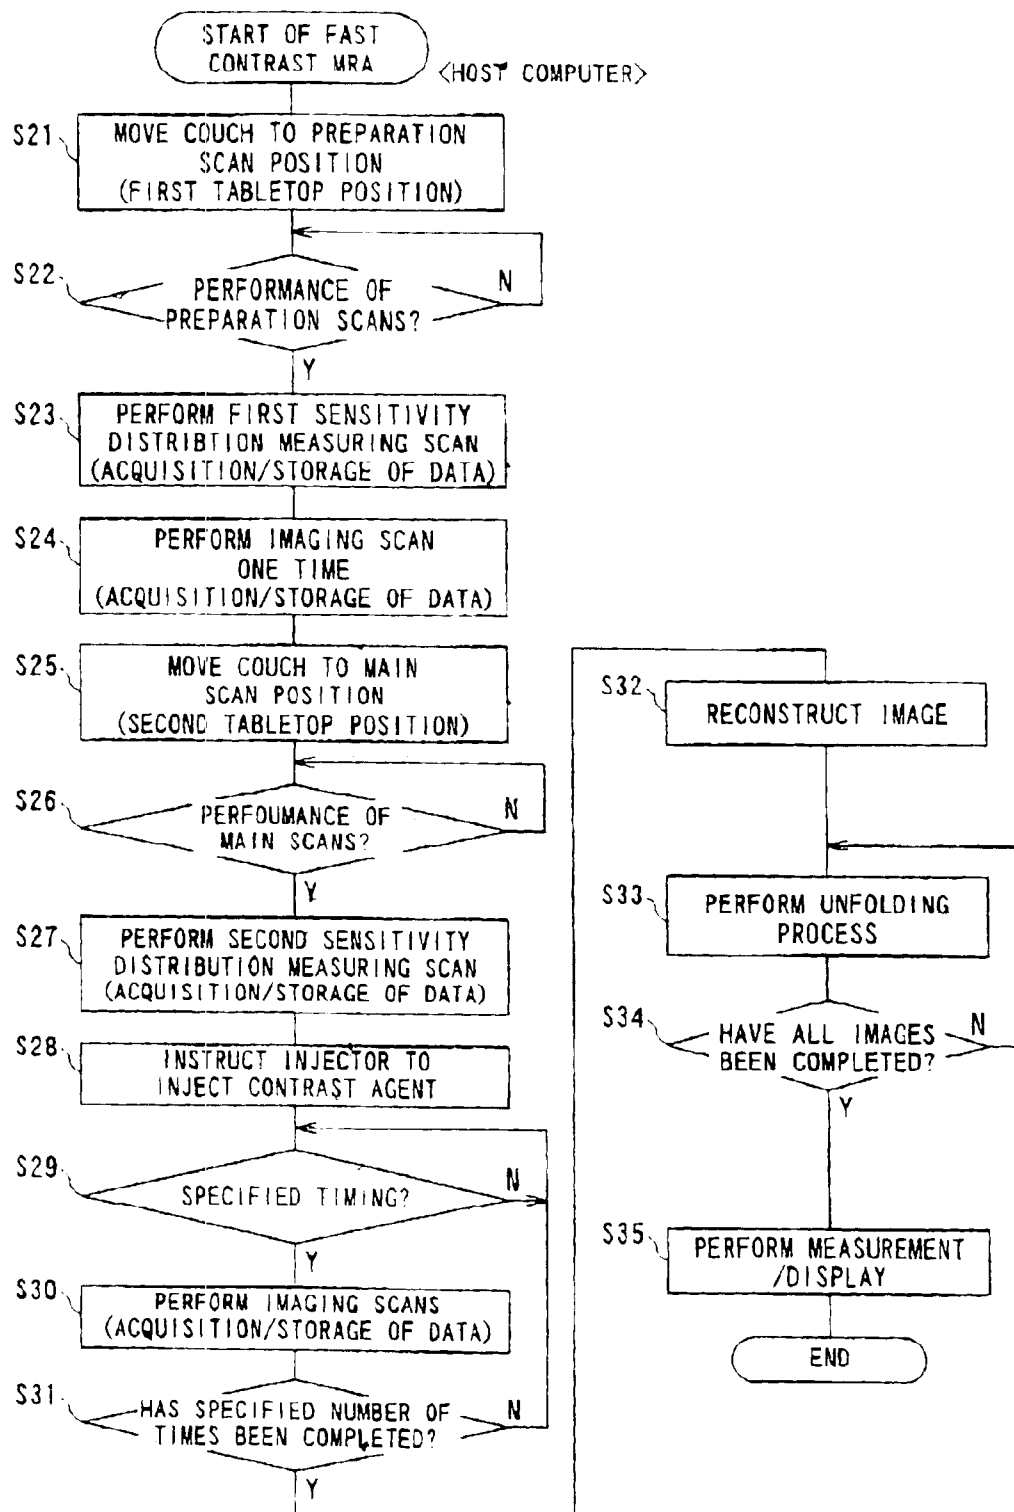 START OF FAST
CONTRAST MRA
<HOST COMPUTER>
S21
MOVE COUCH TO PREPARATION
SCAN POSITION
(FIRST TABLETOP POSITION)
S22
PERFORMANCE OF
PREPARATION SCANS?
N
Y
S23
PERFORM FIRST SENSITIVITY
DISTRIBTION MEASURING SCAN
(ACQUISITION/STORAGE OF DATA)
S24
PERFORM IMAGING SCAN
ONE TIME
(ACQUISITION/STORAGE OF DATA)
S25
MOVE COUCH TO MAIN
SCAN POSITION
(SECOND TABLETOP POSITION)
S26
PERFOUMANCE OF
MAIN SCANS?
N
Y
S27
PERFORM SECOND SENSITIVITY
DISTRIBUTION MEASURING SCAN
(ACQUISITION/STORAGE OF DATA)
S28
INSTRUCT INJECTOR TO
INJECT CONTRAST AGENT
S29
SPECIFIED TIMING?
N
Y
S30
PERFORM IMAGING SCANS
(ACQUISITION/STORAGE OF DATA)
S31
HAS SPECIFIED NUMBER OF
TIMES BEEN COMPLETED?
N
Y
S32
RECONSTRUCT IMAGE
S33
PERFORM UNFOLDING
PROCESS
S34
HAVE ALL IMAGES
BEEN COMPLETED?
N
Y
S35
PERFORM MEASUREMENT
/DISPLAY
END